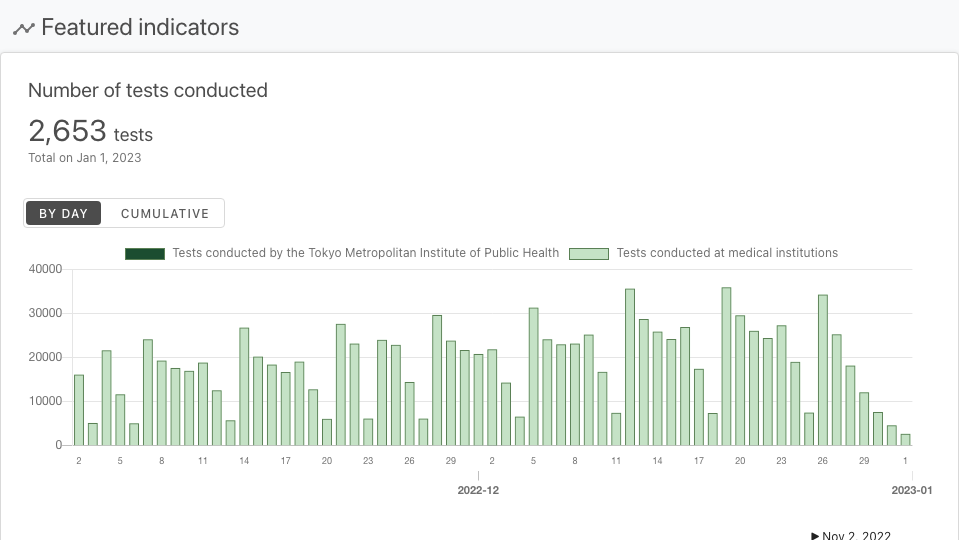 Featured indicators
Number of tests conducted
2,653 tests
Total on Jan 1, 2023
BY DAY CUMULATIVE
Tests conducted by the Tokyo Metropolitan Institute of Public Health Tests conducted at medical institutions
40000
30000
20000
10000
0
2 5 8 11 14 17 20 23 26 29 2 5 8 11 14 17 20 23 26 29 1
2022-12 2023-01
Nov 2, 2022